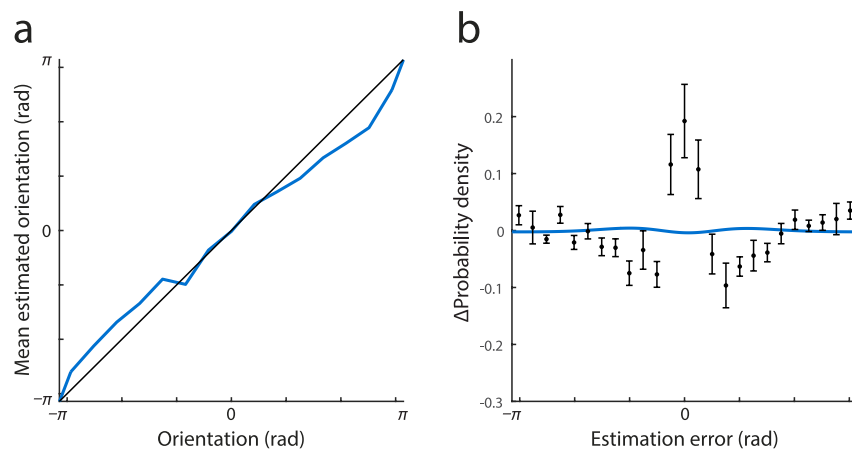 a
π
Mean estimated orientation (rad)
0
−π
−π
0
π
Orientation (rad)
b
ΔProbability density
0.2
0.1
0
-0.1
-0.2
-0.3
−π
0
π
Estimation error (rad)